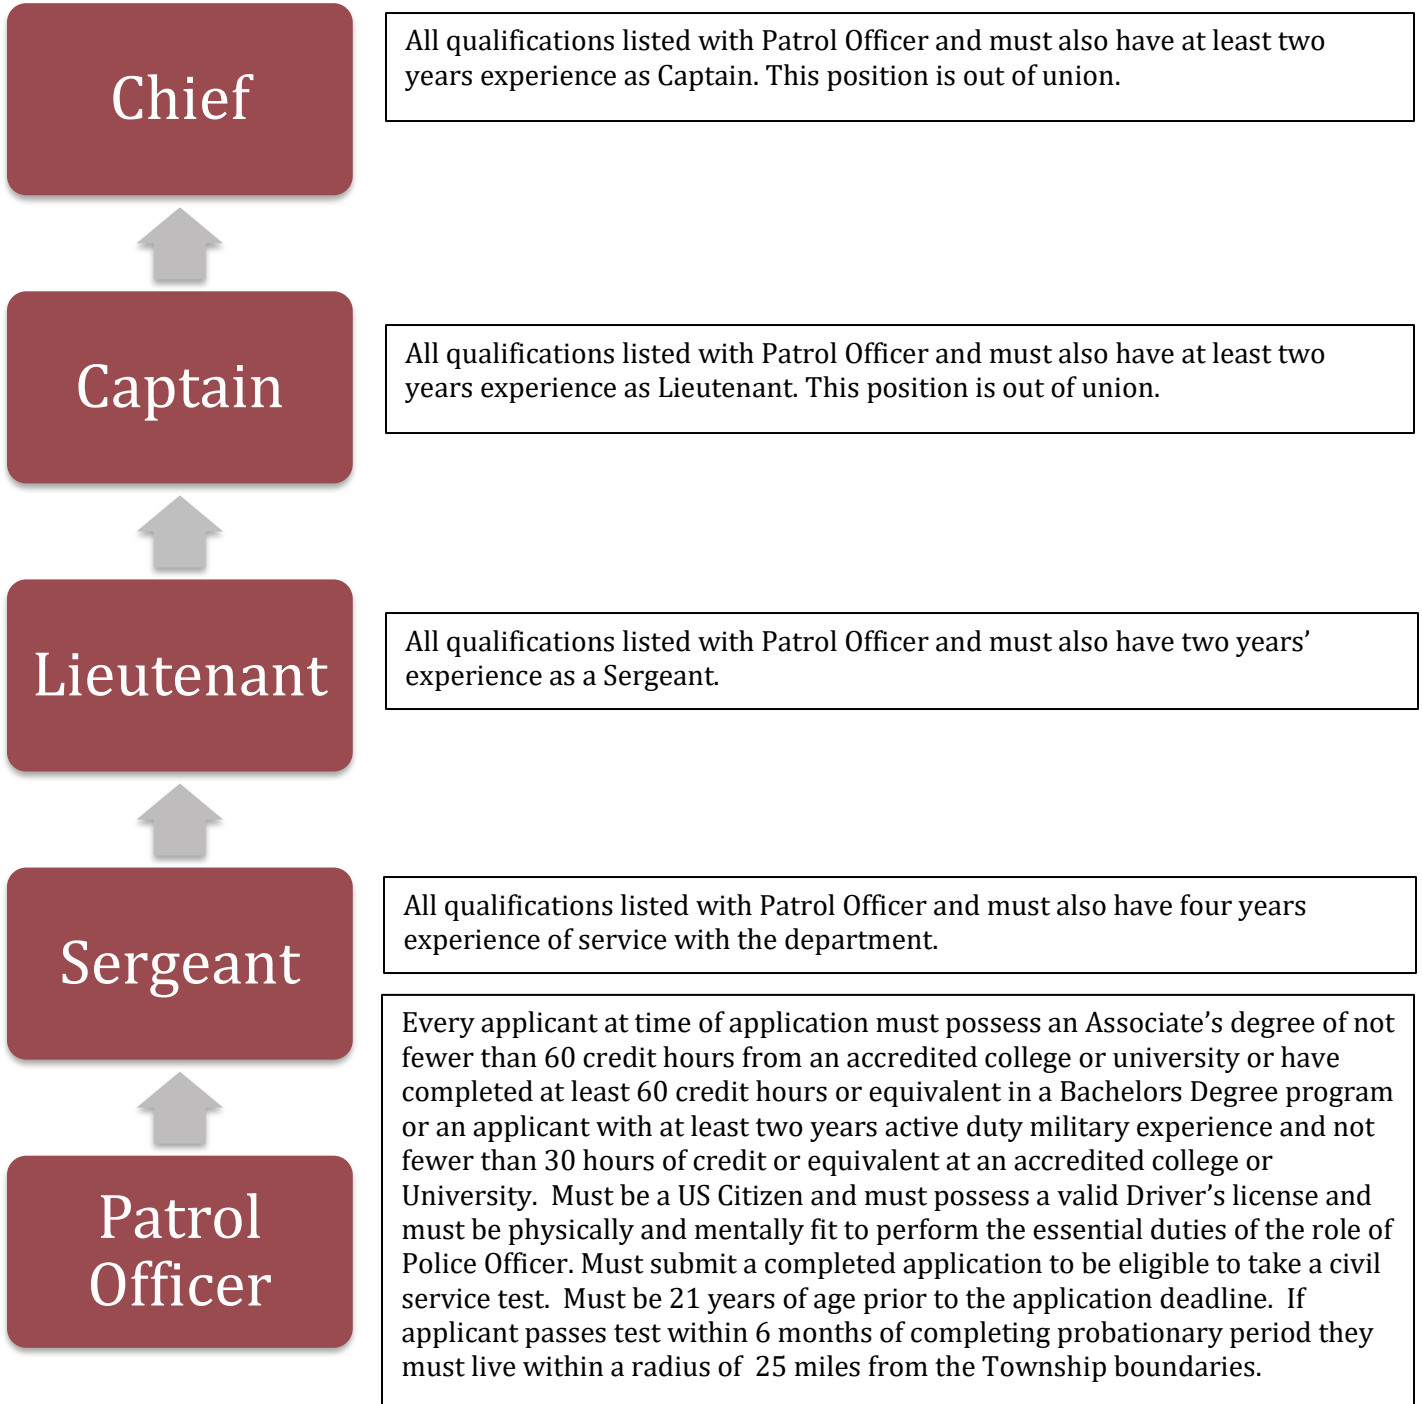 Chief
All qualifications listed with Patrol Officer and must also have at least two
years experience as Captain. This position is out of union.
Captain
All qualifications listed with Patrol Officer and must also have at least two
years experience as Lieutenant. This position is out of union.
Lieutenant
All qualifications listed with Patrol Officer and must also have two years’
experience as a Sergeant.
Sergeant
All qualifications listed with Patrol Officer and must also have four years
experience of service with the department.
Patrol
Officer
Every applicant at time of application must possess an Associate’s degree of not
fewer than 60 credit hours from an accredited college or university or have
completed at least 60 credit hours or equivalent in a Bachelors Degree program
or an applicant with at least two years active duty military experience and not
fewer than 30 hours of credit or equivalent at an accredited college or
University.  Must be a US Citizen and must possess a valid Driver’s license and
must be physically and mentally fit to perform the essential duties of the role of
Police Officer. Must submit a completed application to be eligible to take a civil
service test.  Must be 21 years of age prior to the application deadline.  If
applicant passes test within 6 months of completing probationary period they
must live within a radius of  25 miles from the Township boundaries.